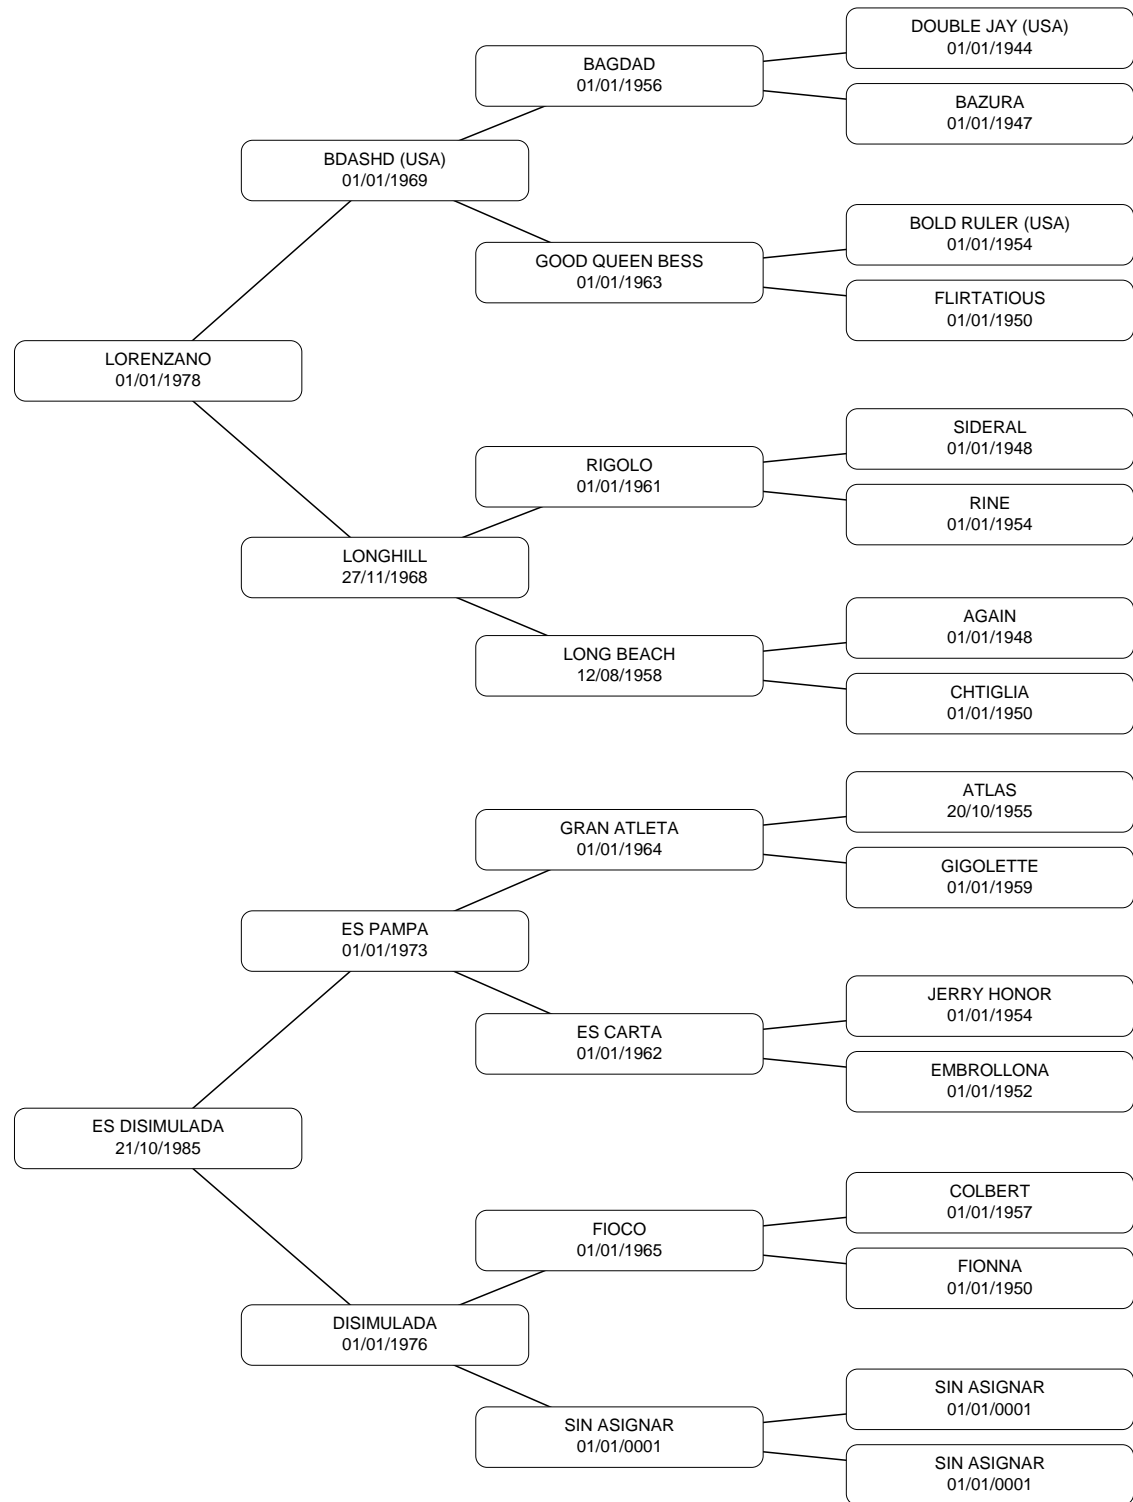 DOUBLE JAY (USA)
01/01/1944
BAGDAD
01/01/1956
BAZURA
01/01/1947
BDASHD (USA)
01/01/1969
BOLD RULER (USA)
01/01/1954
GOOD QUEEN BESS
01/01/1963
FLIRTATIOUS
01/01/1950
LORENZANO
01/01/1978
SIDERAL
01/01/1948
RIGOLO
01/01/1961
RINE
01/01/1954
LONGHILL
27/11/1968
AGAIN
01/01/1948
LONG BEACH
12/08/1958
CHTIGLIA
01/01/1950
ATLAS
20/10/1955
GRAN ATLETA
01/01/1964
GIGOLETTE
01/01/1959
ES PAMPA
01/01/1973
JERRY HONOR
01/01/1954
ES CARTA
01/01/1962
EMBROLLONA
01/01/1952
ES DISIMULADA
21/10/1985
COLBERT
01/01/1957
FIOCO
01/01/1965
FIONNA
01/01/1950
DISIMULADA
01/01/1976
SIN ASIGNAR
01/01/0001
SIN ASIGNAR
01/01/0001
SIN ASIGNAR
01/01/0001